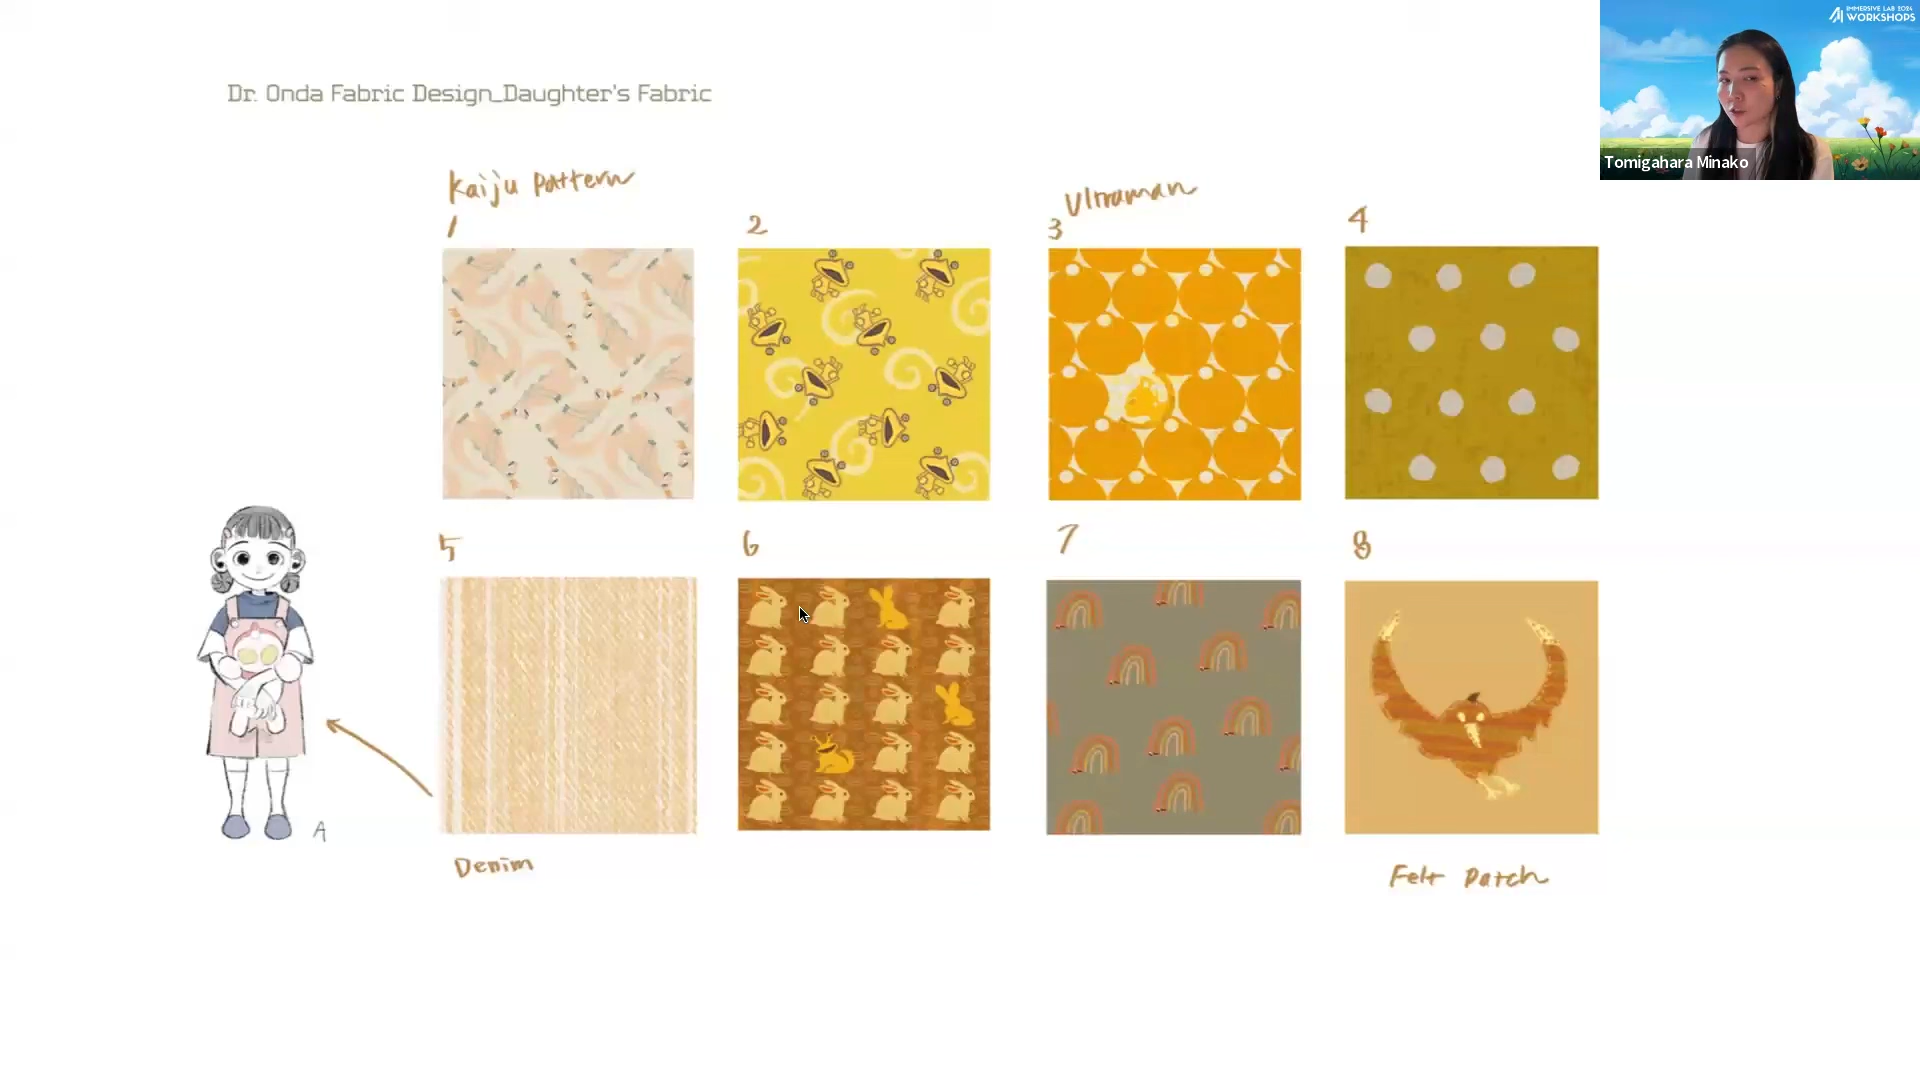 IMMERSIVE LAB 2024
WORKSHOPS
Dr. Onda Fabric Design_Daughter's Fabric
Tomigahara Minako
Kaiju Pattern
Ultraman
1
2
3
4
5
6
7
8
A
Denim
Felt Patch